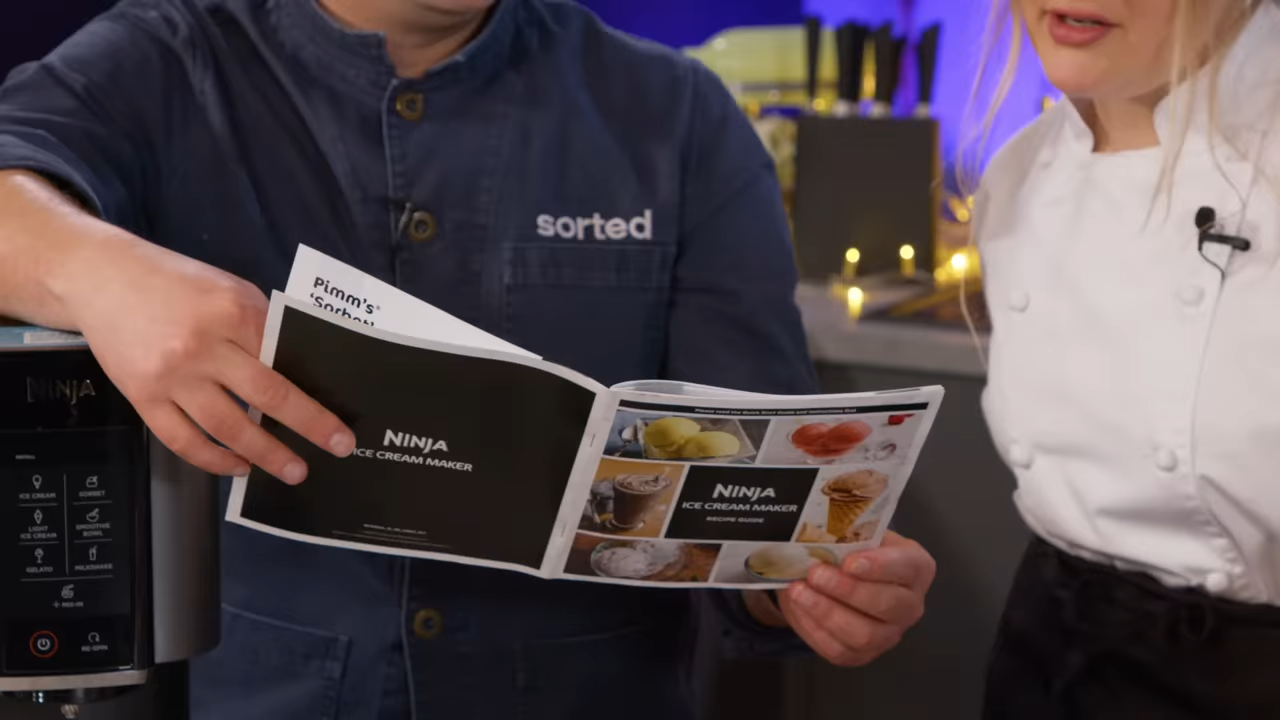 sorted
Pimm's®
'Sorbet'
NINJA
ICE CREAM MAKER
Please read the Quick Start Guide and Instructions first
NINJA
ICE CREAM MAKER
RECIPE GUIDE
NINJA
INSTALL
ICE CREAM
SORBET
LIGHT
ICE CREAM
SMOOTHIE
BOWL
GELATO
MILKSHAKE
+ MIX-IN
RE-SPIN